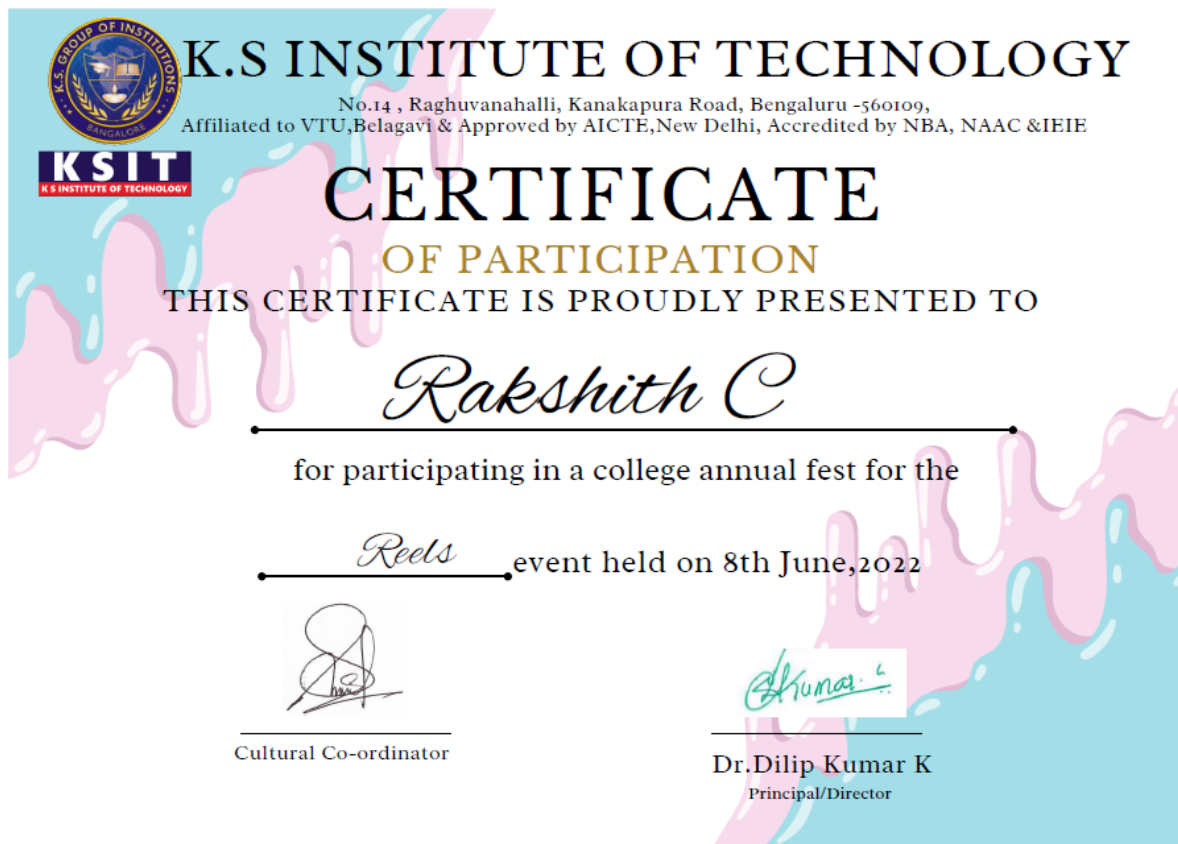 K.S. GROUP OF INSTITUTIONS
BANGALORE
K S I T
K S INSTITUTE OF TECHNOLOGY
K.S INSTITUTE OF TECHNOLOGY
No.14 , Raghuvanahalli, Kanakapura Road, Bengaluru -560109,
Affiliated to VTU,Belagavi & Approved by AICTE,New Delhi, Accredited by NBA, NAAC &IEIE
CERTIFICATE
OF PARTICIPATION
THIS CERTIFICATE IS PROUDLY PRESENTED TO
Rakshith C
for participating in a college annual fest for the
Reels event held on 8th June,2022
Cultural Co-ordinator
Dr.Dilip Kumar K
Principal/Director